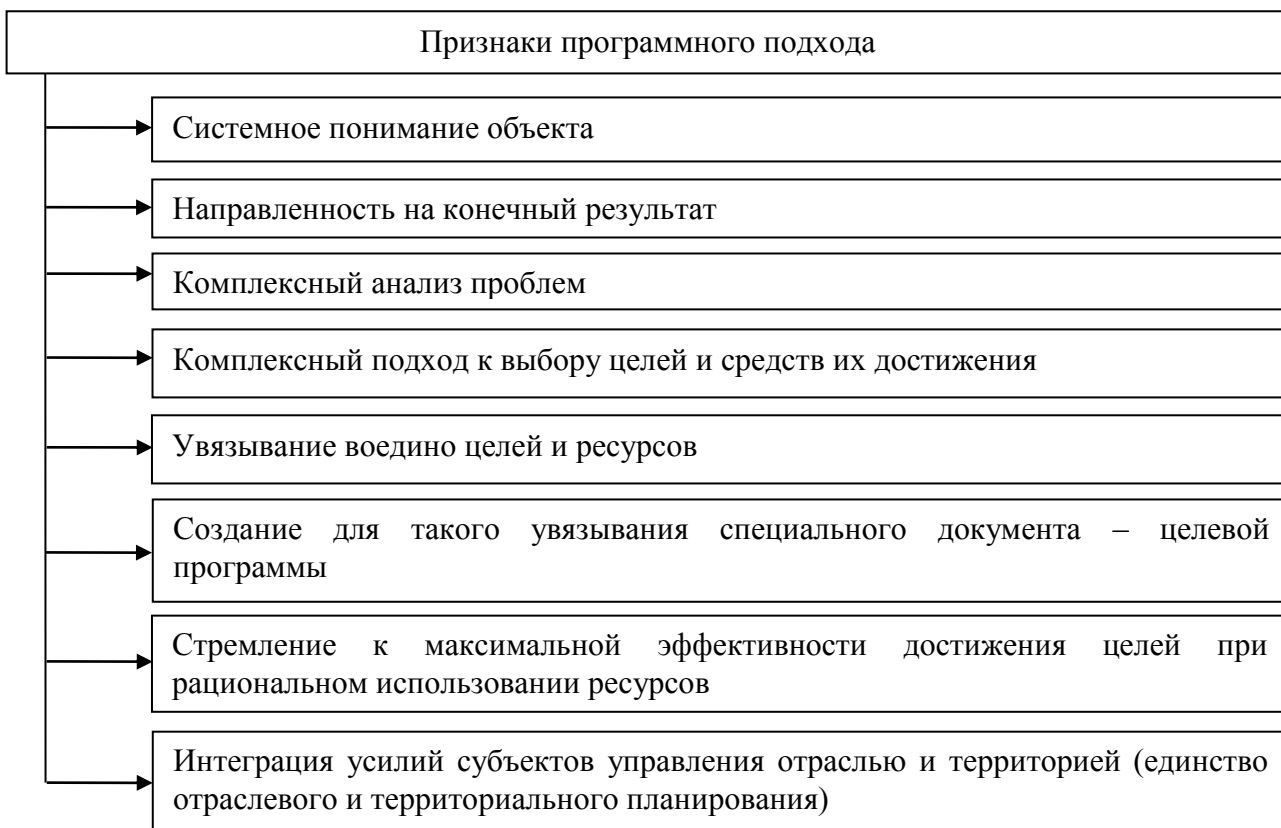 Признаки программного подхода
Системное понимание объекта
Направленность на конечный результат
Комплексный анализ проблем
Комплексный подход к выбору целей и средств их достижения
Увязывание воедино целей и ресурсов
Создание для такого увязывания специального документа – целевой
программы
Стремление к максимальной эффективности достижения целей при
рациональном использовании ресурсов
Интеграция усилий субъектов управления отраслью и территорией (единство
отраслевого и территориального планирования)